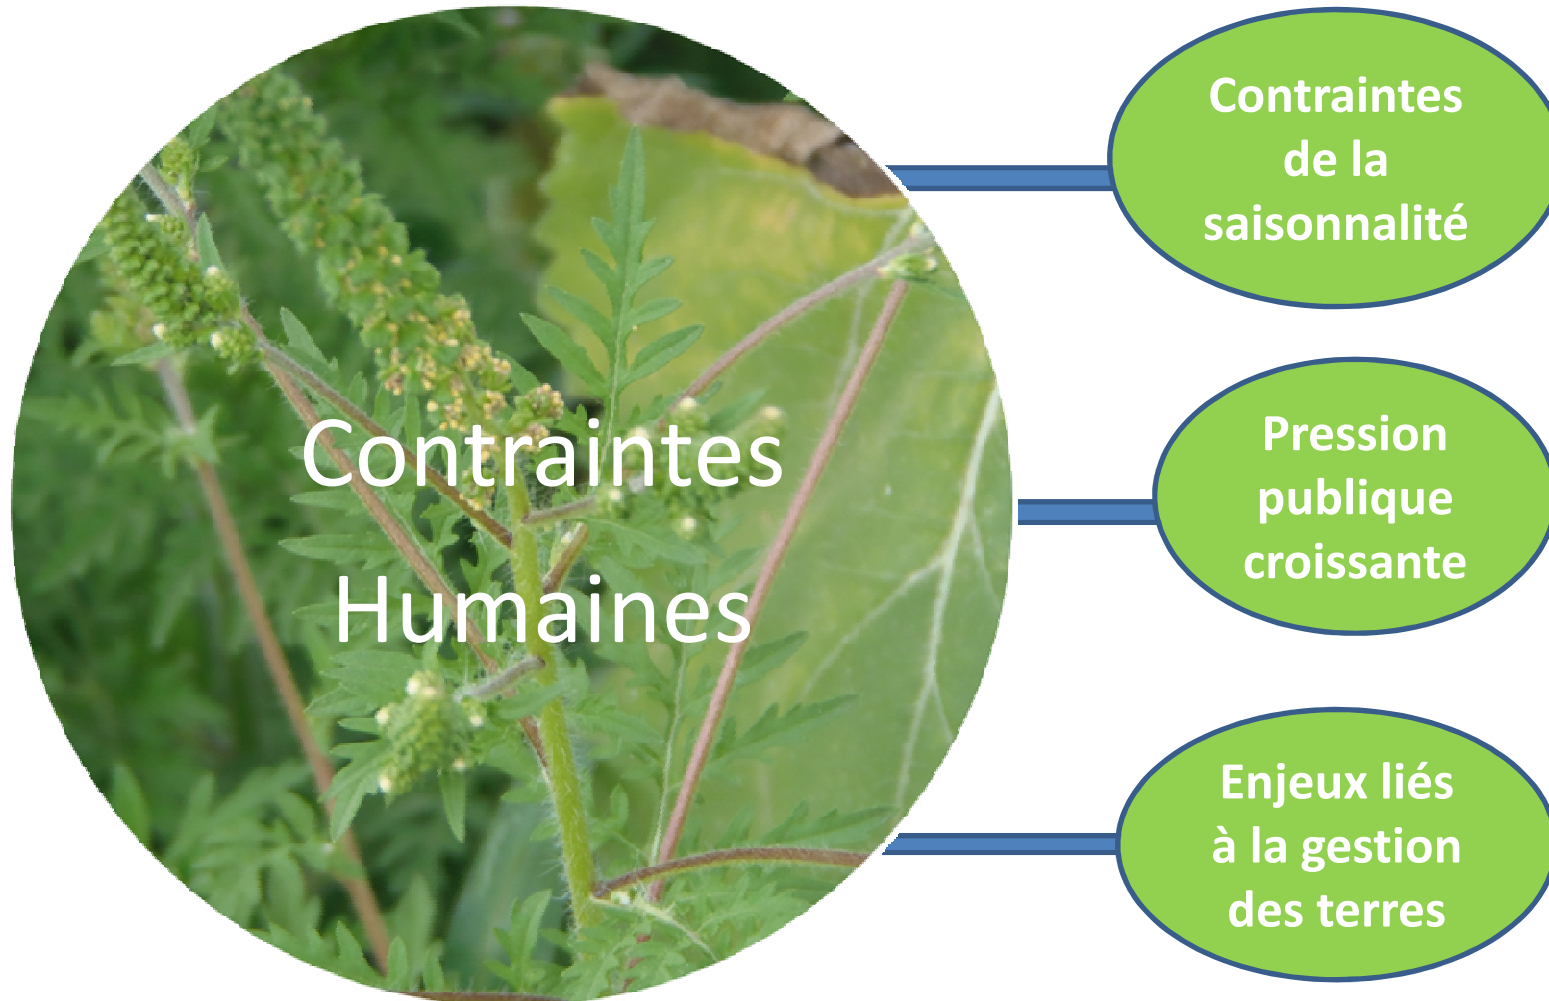 Contraintes
Humaines
Contraintes
de la
saisonnalité
Pression
publique
croissante
Enjeux liés
à la gestion
des terres